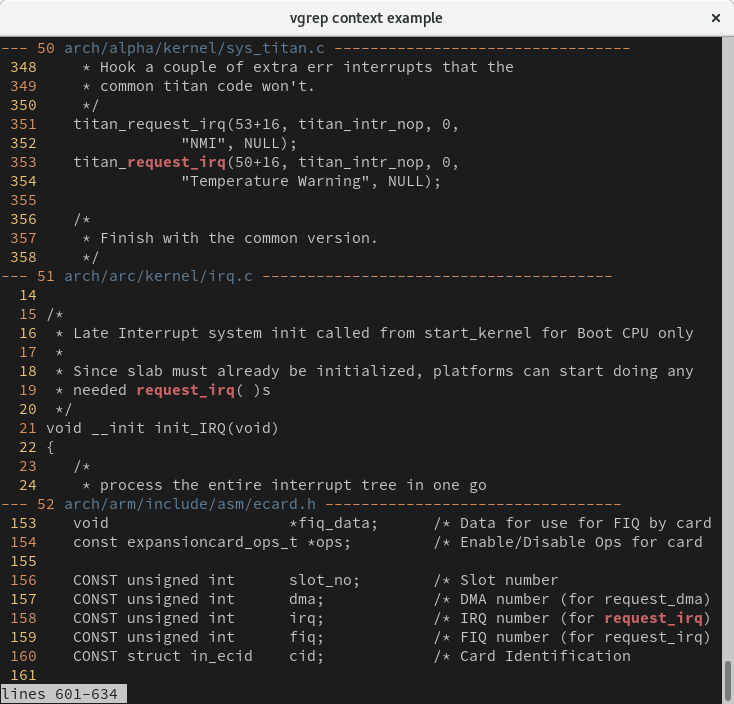 vgrep context example
×
--- 50 arch/alpha/kernel/sys_titan.c ---------------------------------
348     * Hook a couple of extra err interrupts that the
349     * common titan code won't.
350     */
351    titan_request_irq(53+16, titan_intr_nop, 0,
352                "NMI", NULL);
353    titan_request_irq(50+16, titan_intr_nop, 0,
354                "Temperature Warning", NULL);
355
356    /*
357     * Finish with the common version.
358     */
--- 51 arch/arc/kernel/irq.c ---------------------------------------
14
15 /*
16  * Late Interrupt system init called from start_kernel for Boot CPU only
17  *
18  * Since slab must already be initialized, platforms can start doing any
19  * needed request_irq( )s
20  */
21 void __init init_IRQ(void)
22 {
23    /*
24     * process the entire interrupt tree in one go
--- 52 arch/arm/include/asm/ecard.h ---------------------------------
153    void                    *fiq_data;      /* Data for use for FIQ by card
154    const expansioncard_ops_t *ops;         /* Enable/Disable Ops for card
155
156    CONST unsigned int      slot_no;        /* Slot number
157    CONST unsigned int      dma;            /* DMA number (for request_dma)
158    CONST unsigned int      irq;            /* IRQ number (for request_irq)
159    CONST unsigned int      fiq;            /* FIQ number (for request_irq)
160    CONST struct in_ecid    cid;            /* Card Identification
161
lines 601-634